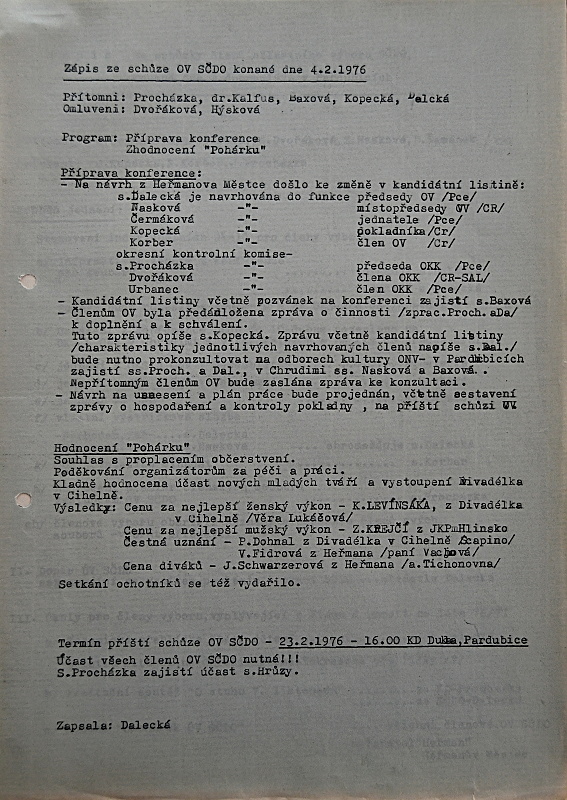 Zápis ze schůze OV SČDO konané dne 4.2.1976
Přítomni: Procházka, dr.Kalfus, Baxová, Kopecká, Dalcká
Omluveni: Dvořáková, Hýsková
Program: Příprava konference
Zhodnocení "Pohárku"
Příprava konference:
- Na návrh z Heřmanova Městce došlo ke změně v kandidátní listině:
s.Dalecká je navrhována do funkce předsedy OV /Pce/
Nasková -"- místopředsedy OV /CR/
Čermáková -"- jednatele /Pce/
Kopecká -"- pokladníka/Cr/
Korber -"- člen OV /Cr/
okresní kontrolní komise-
s.Procházka -"- předseda OKK /Pce/
Dvořáková -"- člena OKK /CR-SAL/
Urbanec -"- člen OKK /Pce/
- Kandidátní listiny včetně pozvánek na konferenci zajistí s.Baxová
- Členům OV byla předádložena zpráva o činnosti /zprac.Proch.aDa/
k doplnění a k schválení.
Tuto zprávu opíše s.Kopecká. Zprávu včetně kandidátní listiny
/charakteristiky jednotlivých navrhovaných členů napíše s.Dal./
bude nutno prokonzultovat na odborech kultury ONV- v Pardubicích
zajistí ss.Proch. a Dal., v Chrudimi ss. Nasková a Baxová. .
Nepřítomným členům OV bude zaslána zpráva ke konzultaci.
- Návrh na usnesení a plán práce bude projednán, včetně sestavení
zprávy o hospodaření a kontroly pokladny , na příští schůzi OV.
Hodnocení "Pohárku"
Souhlas s proplacením občerstvení.
Poděkování organizátorům za péči a práci.
Kladně hodnocena účast nových mladých tváří a vystoupení Divadélka
v Cihelně.
Výsledky: Cenu za nejlepší ženský výkon - K.LEVÍNSÁKA, z Divadélka
v Cihelně /Věra Lukášová/
Cenu za nejlepší mužský výkon - Z.KREJČÍ z JKPmHlinsko
Čestná uznání - P.Dohnal z Divadélka v Cihelně /Scapino/
V.Fidrová z Heřmana /paní Vachová/
Cena diváků - J.Schwarzerová z Heřmana /a.Tichonovna/
Setkání ochotníků se též vydařilo.
Termín příští schůze OV SČDO - 23.2.1976 - 16.00 KD Dukla,Pardubice
Účast všech členů OV SČDO nutná!!!
S.Procházka zajistí účast s.Hrůzy.
Zapsala: Dalecká